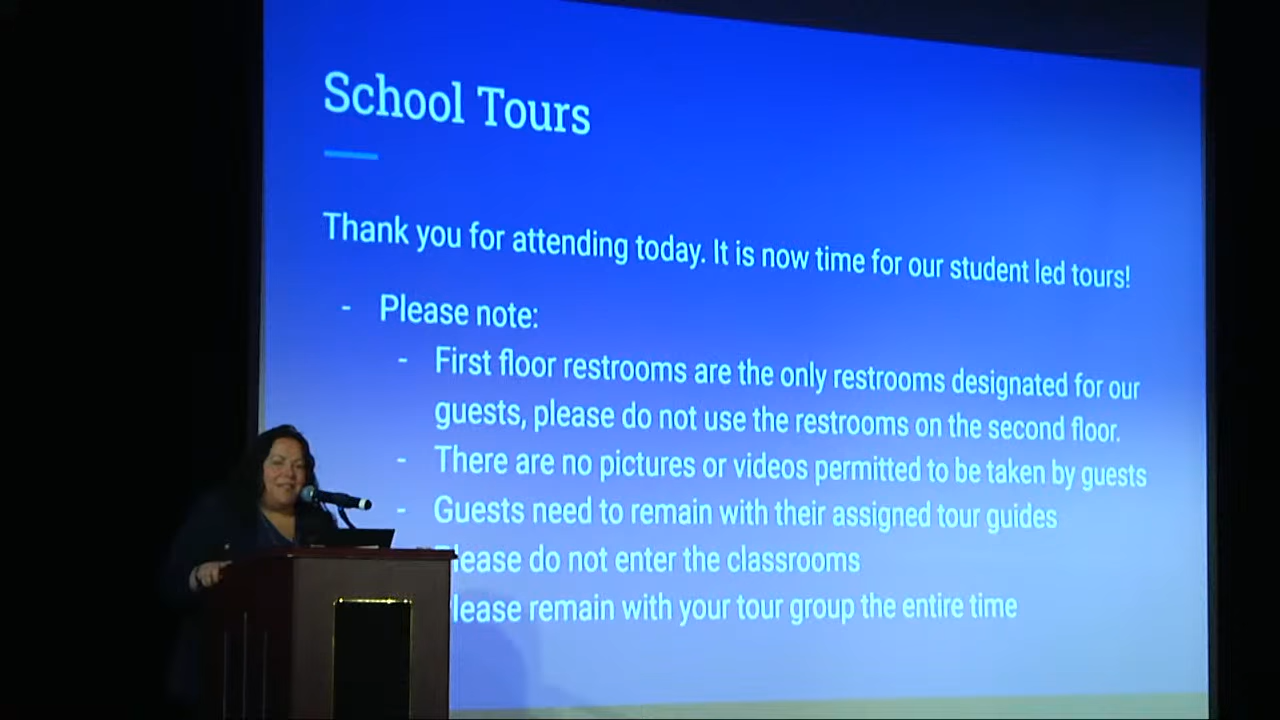 School Tours
Thank you for attending today. It is now time for our student led tours!
- Please note:
- First floor restrooms are the only restrooms designated for our
guests, please do not use the restrooms on the second floor.
- There are no pictures or videos permitted to be taken by guests
- Guests need to remain with their assigned tour guides
Please do not enter the classrooms
lease remain with your tour group the entire time